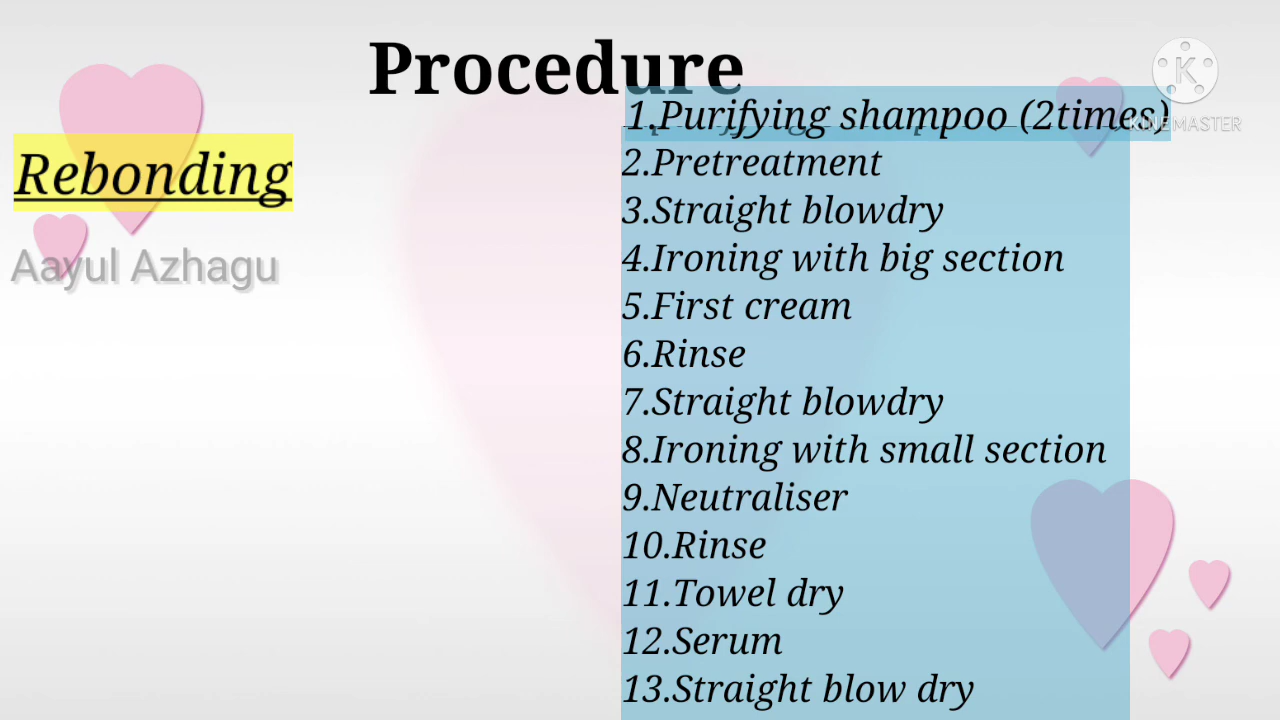 Procedure
K
KINEMASTER
Rebonding
Aayul Azhagu
1.Purifying shampoo (2times)
2.Pretreatment
3.Straight blowdry
4.Ironing with big section
5.First cream
6.Rinse
7.Straight blowdry
8.Ironing with small section
9.Neutraliser
10.Rinse
11.Towel dry
12.Serum
13.Straight blow dry